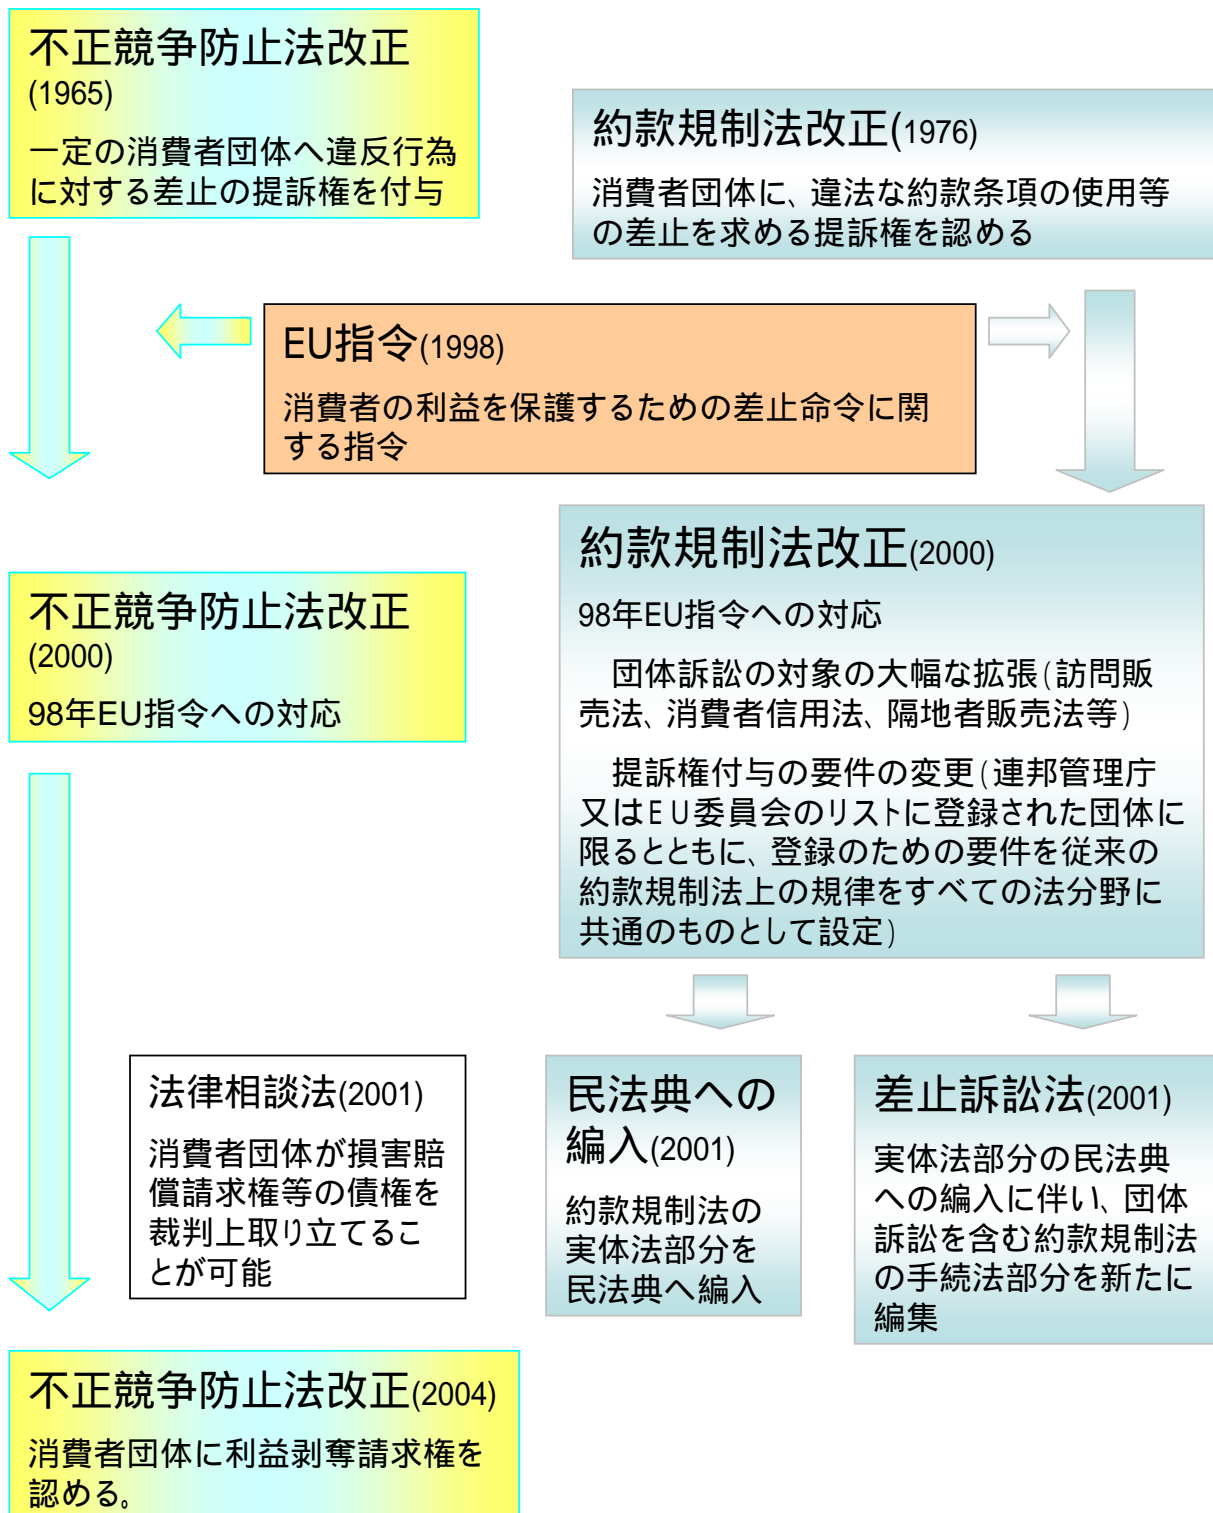 不正競争防止法改正
(1965)
一定の消費者団体へ違反行為
に対する差止の提訴権を付与
約款規制法改正(1976)
消費者団体に、違法な約款条項の使用等
の差止を求める提訴権を認める
EU指令(1998)
消費者の利益を保護するための差止命令に関
する指令
約款規制法改正(2000)
98年EU指令への対応
団体訴訟の対象の大幅な拡張(訪問販
売法、消費者信用法、隔地者販売法等)
提訴権付与の要件の変更(連邦管理庁
又はEU委員会のリストに登録された団体に
限るとともに、登録のための要件を従来の
約款規制法上の規律をすべての法分野に
共通のものとして設定)
不正競争防止法改正
(2000)
98年EU指令への対応
法律相談法(2001)
消費者団体が損害賠
償請求権等の債権を
裁判上取り立てるこ
とが可能
民法典への
編入(2001)
約款規制法の
実体法部分を
民法典へ編入
差止訴訟法(2001)
実体法部分の民法典
への編入に伴い、団体
訴訟を含む約款規制法
の手続法部分を新たに
編集
不正競争防止法改正(2004)
消費者団体に利益剥奪請求権を
認める。